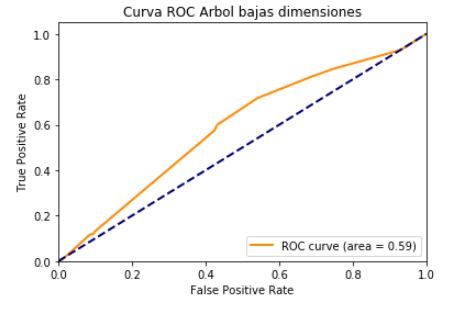 Curva ROC Arbol bajas dimensiones
True Positive Rate
1.0
0.8
0.6
0.4
0.2
0.0
ROC curve (area = 0.59)
0.0 0.2 0.4 0.6 0.8 1.0
False Positive Rate